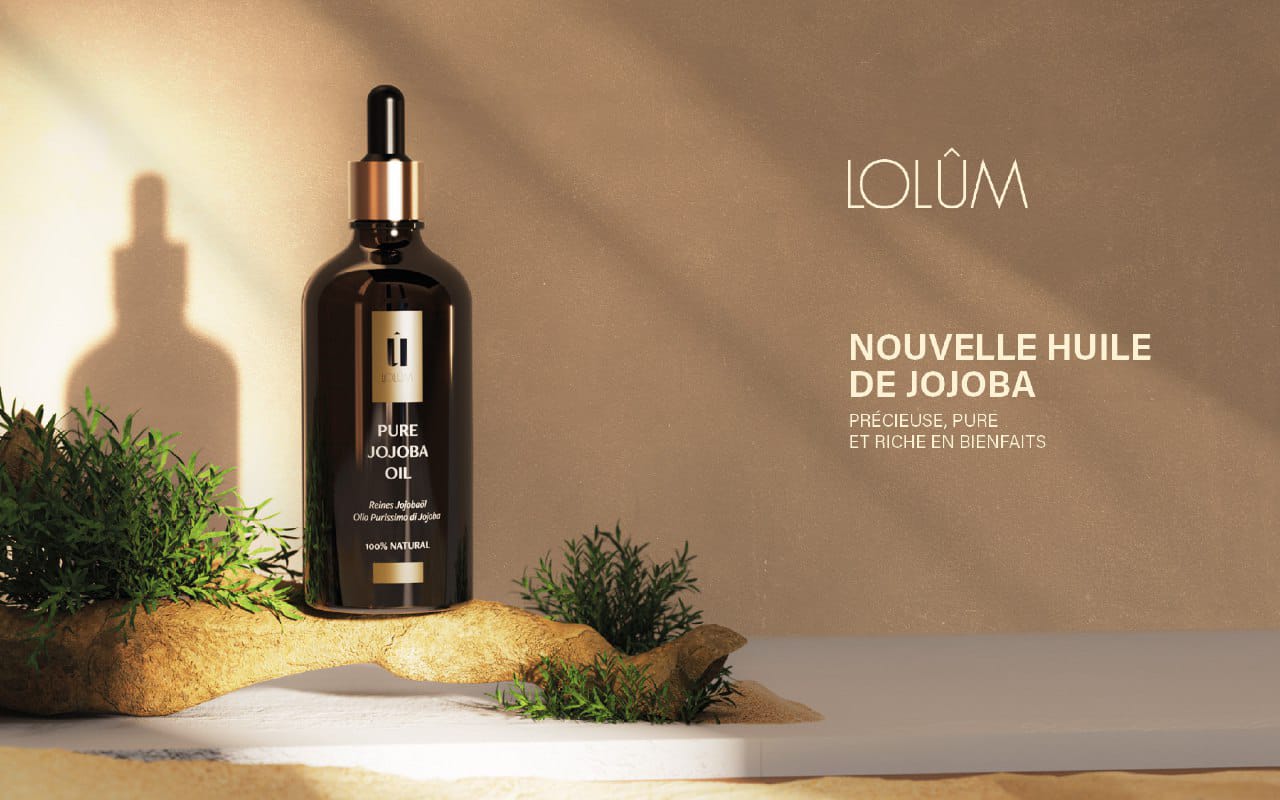 LOLÛM
NOUVELLE HUILE
DE JOJOBA
PRÉCIEUSE, PURE
ET RICHE EN BIENFAITS
Û
LOLÛM
PURE
JOJOBA
OIL
Reines Jojobaöl
Olio Purissimo di Jojoba
100% NATURAL